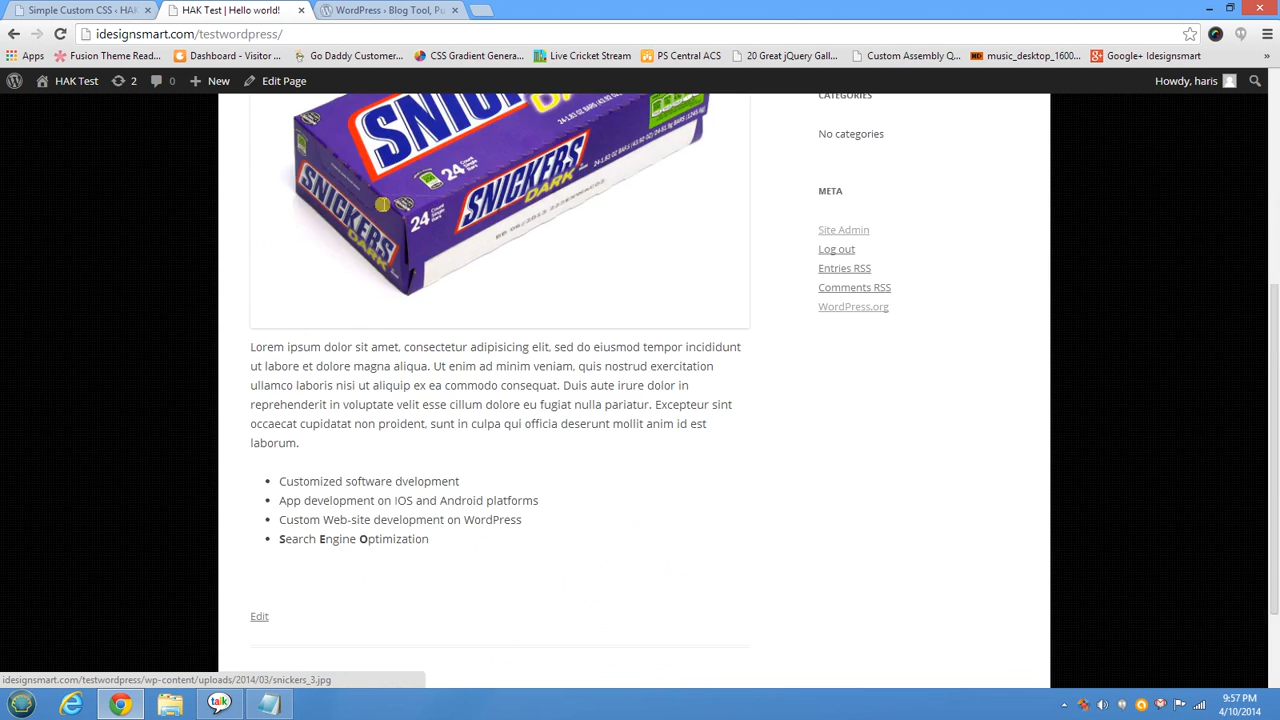 Simple Custom CSS ‹ HAK
HAK Test | Hello world!
WordPress › Blog Tool, Pu
idesignsmart.com/testwordpress/
Apps
Fusion Theme Read...
Dashboard - Visitor ...
Go Daddy Customer...
CSS Gradient Genera...
Live Cricket Stream
PS Central ACS
20 Great jQuery Gall...
Custom Assembly Q...
music_desktop_1600...
Google+ Idesignsmart
HAK Test
2
0
New
Edit Page
Howdy, haris
SNICKERS
DARK
24
SNICKERS
DARK
24
SNICKERS
DARK
CATEGORIES
No categories
META
Site Admin
Log out
Entries RSS
Comments RSS
WordPress.org
Lorem ipsum dolor sit amet, consectetur adipisicing elit, sed do eiusmod tempor incididunt
ut labore et dolore magna aliqua. Ut enim ad minim veniam, quis nostrud exercitation
ullamco laboris nisi ut aliquip ex ea commodo consequat. Duis aute irure dolor in
reprehenderit in voluptate velit esse cillum dolore eu fugiat nulla pariatur. Excepteur sint
occaecat cupidatat non proident, sunt in culpa qui officia deserunt mollit anim id est
laborum.
Customized software dvelopment
App development on IOS and Android platforms
Custom Web-site development on WordPress
Search Engine Optimization
Edit
idesignsmart.com/testwordpress/wp-content/uploads/2014/03/snickers_3.jpg
talk
9:57 PM
4/10/2014